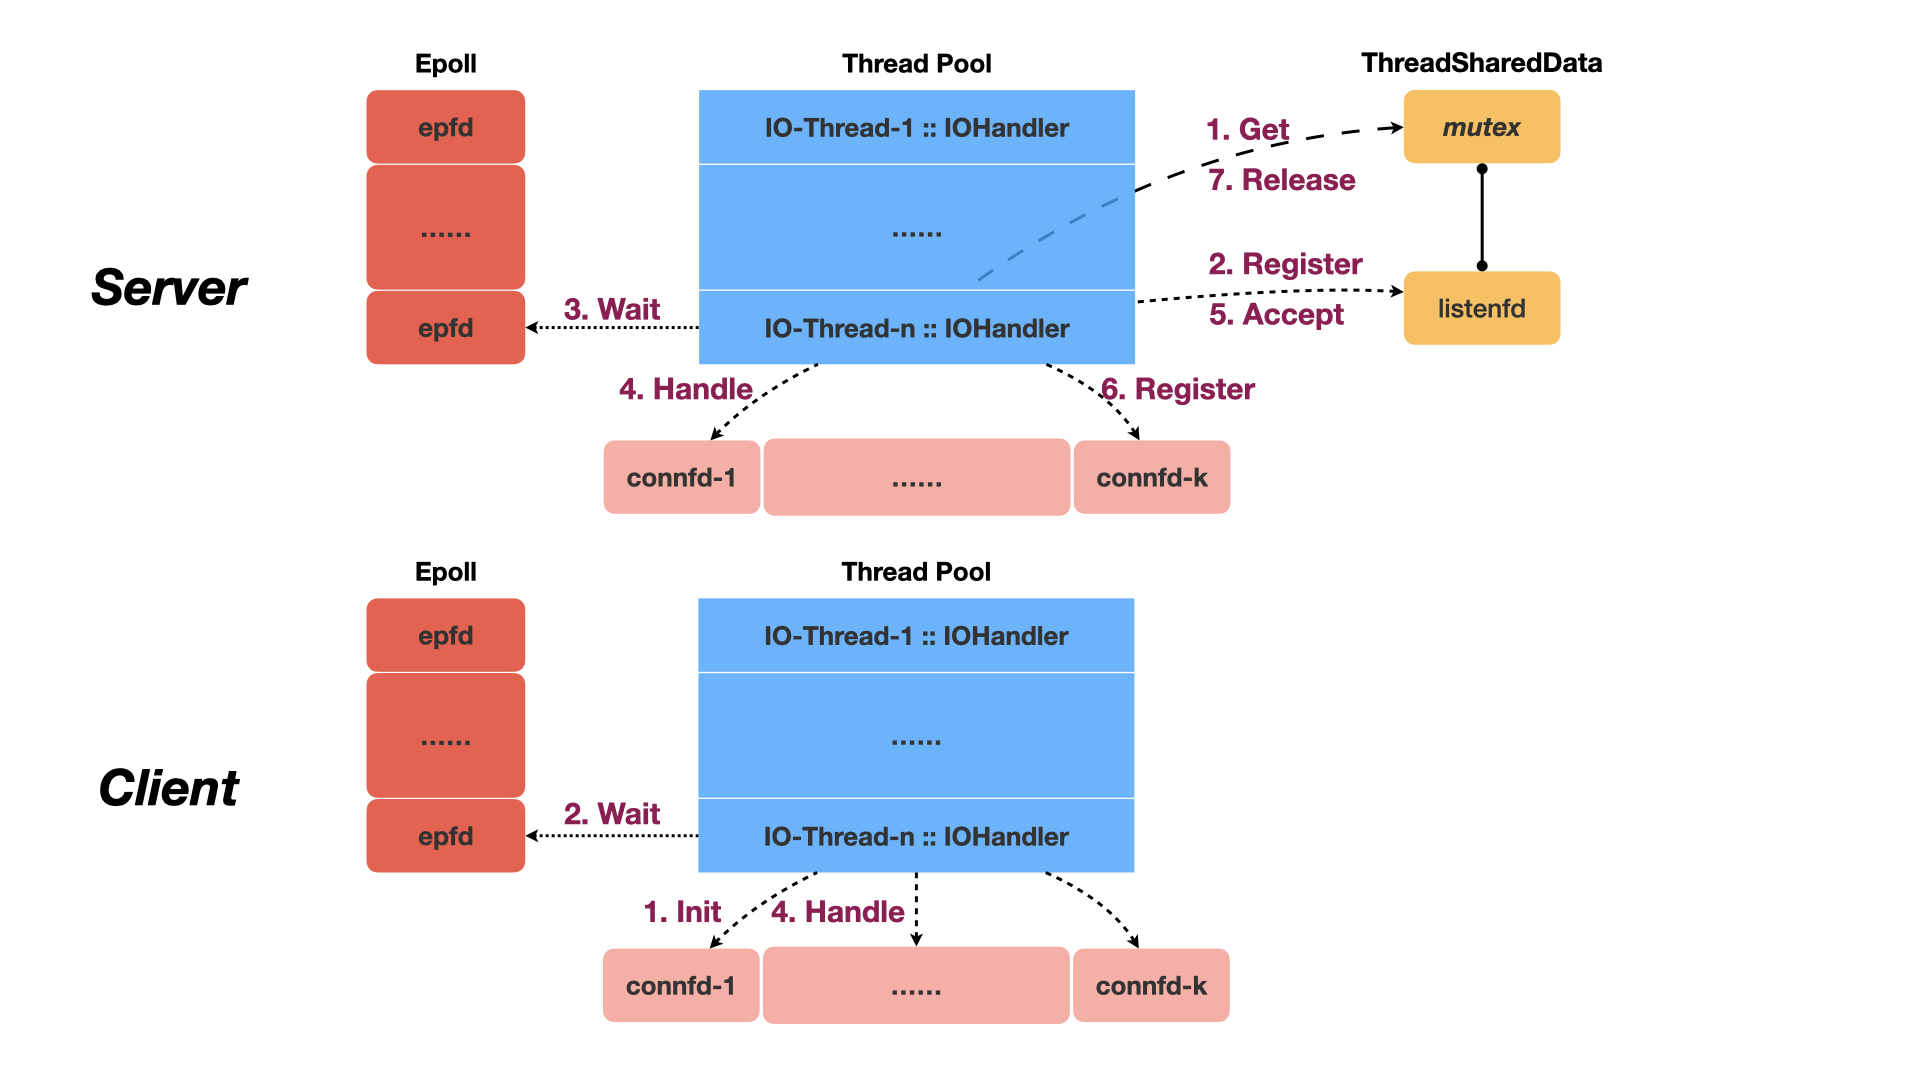 Server
Epoll
epfd
......
epfd
3. Wait
Thread Pool
IO-Thread-1 :: IOHandler
......
IO-Thread-n :: IOHandler
ThreadSharedData
mutex
listenfd
1. Get
7. Release
2. Register
5. Accept
4. Handle
6. Register
connfd-1
......
connfd-k
Client
Epoll
epfd
......
epfd
2. Wait
Thread Pool
IO-Thread-1 :: IOHandler
......
IO-Thread-n :: IOHandler
1. Init
4. Handle
connfd-1
......
connfd-k